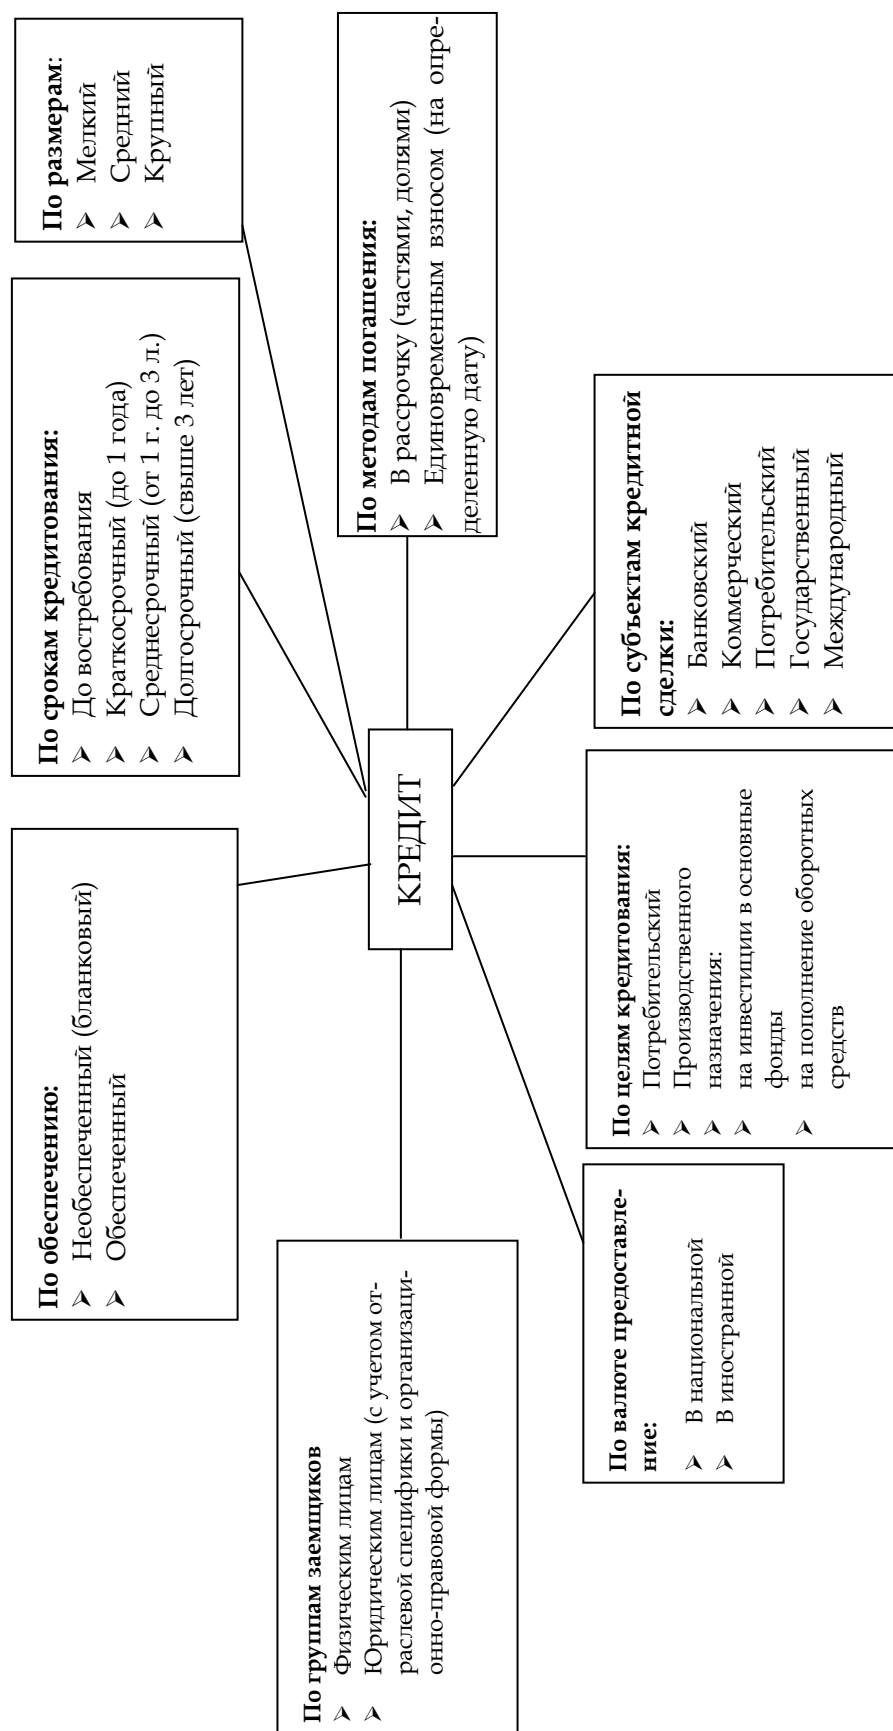 По обеспечению:
➢ Необеспеченный (бланковый)
➢ Обеспеченный
По срокам кредитования:
➢ До востребования
➢ Краткосрочный (до 1 года)
➢ Среднесрочный (от 1 г. до 3 л.)
➢ Долгосрочный (свыше 3 лет)
По размерам:
➢ Мелкий
➢ Средний
➢ Крупный
По группам заемщиков
➢ Физическим лицам
➢ Юридическим лицам (с учетом от-
раслевой специфики и организаци-
онно-правовой формы)
КРЕДИТ
По методам погашения:
➢ В рассрочку (частями, долями)
➢ Единовременным взносом (на опре-
деленную дату)
По валюте предоставле-
ние:
➢ В национальной
➢ В иностранной
По целям кредитования:
➢ Потребительский
➢ Производственного
➢ назначения:
➢ на инвестиции в основные
фонды
➢ на пополнение оборотных
средств
По субъектам кредитной
сделки:
➢ Банковский
➢ Коммерческий
➢ Потребительский
➢ Государственный
➢ Международный